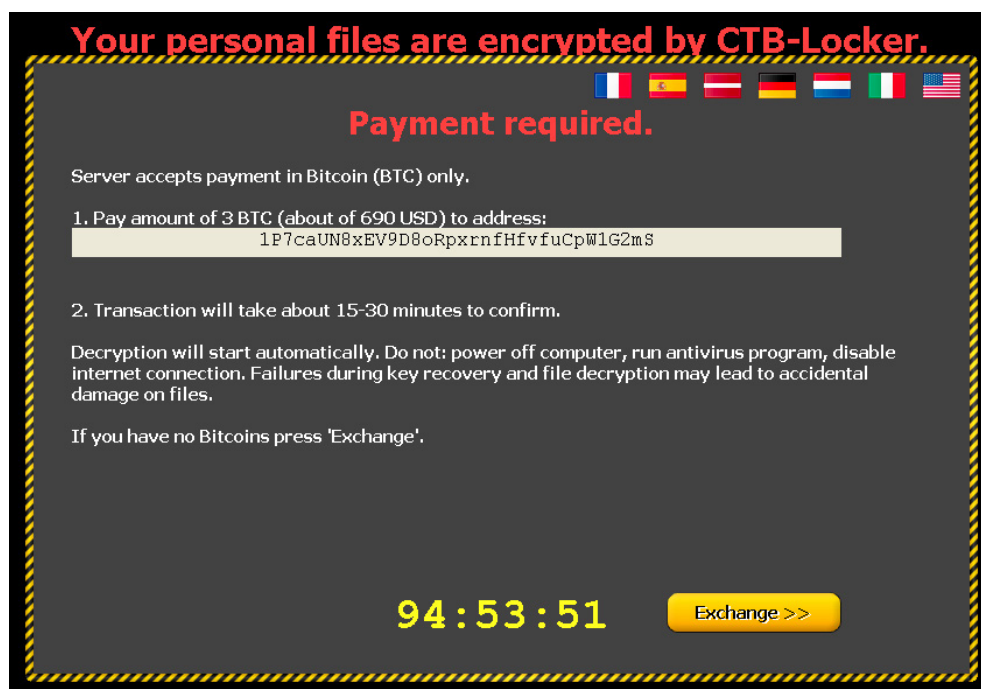 Your personal files are encrypted by CTB-Locker.
Payment required.
Server accepts payment in Bitcoin (BTC) only.
1. Pay amount of 3 BTC (about of 690 USD) to address:
1P7caUN8xEV9D8oRpxrnfHfvfuCpW1G2mS
2. Transaction will take about 15-30 minutes to confirm.
Decryption will start automatically. Do not: power off computer, run antivirus program, disable
internet connection. Failures during key recovery and file decryption may lead to accidental
damage on files.
If you have no Bitcoins press 'Exchange'.
94:53:51
Exchange >>